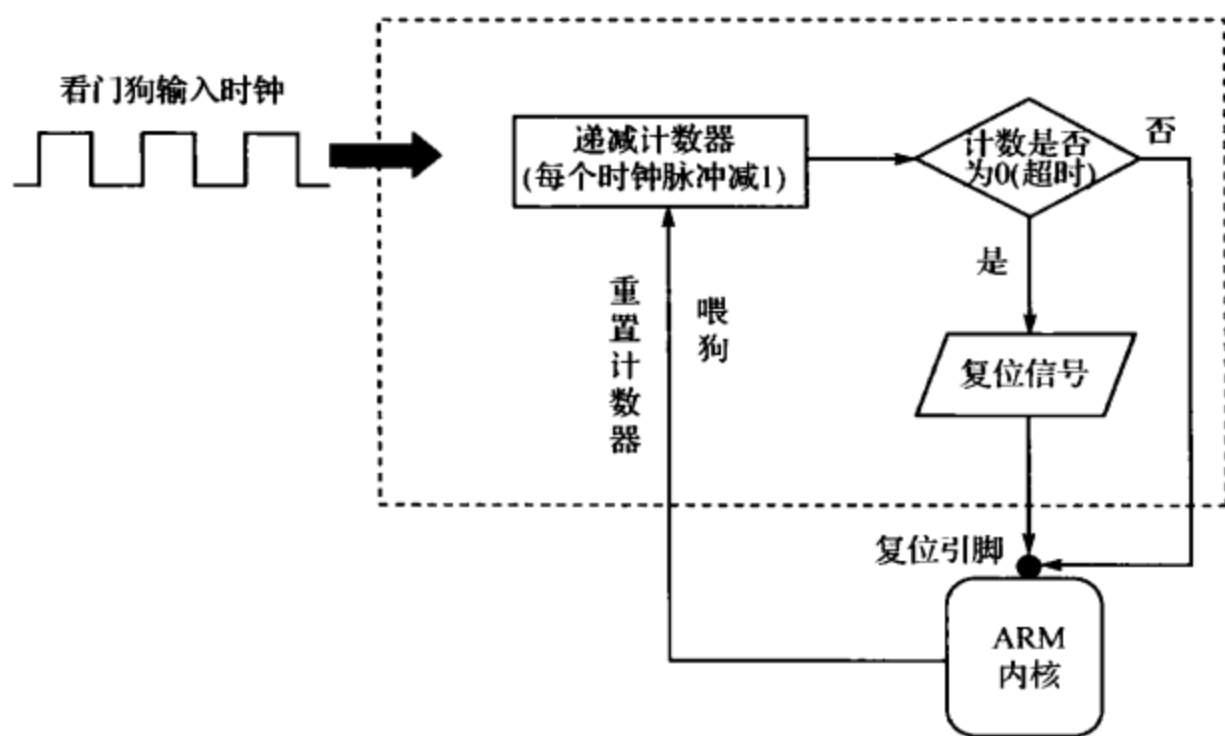 看门狗输入时钟
递减计数器
(每个时钟脉冲减1)
计数是否
为0(超时)
否
是
重置计数器
喂狗
复位信号
复位引脚
ARM
内核